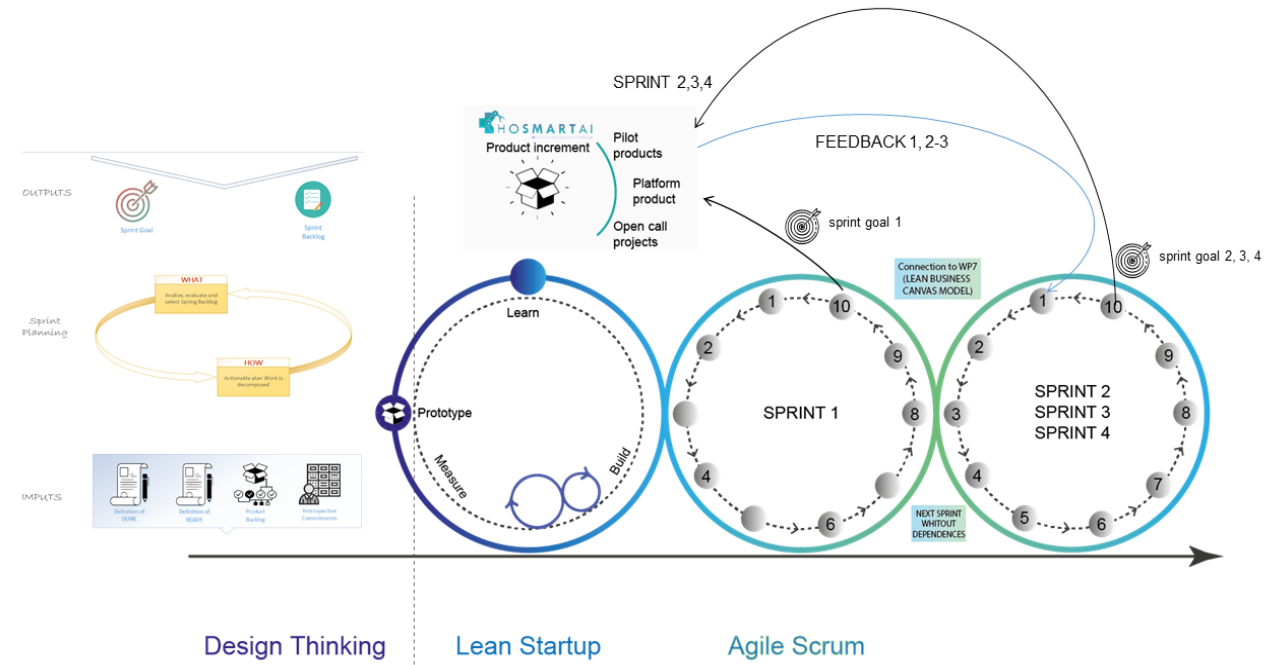 SPRINT 2,3,4
HOSMARTAI
Product increment
Pilot
products
Platform
product
Open call
projects
FEEDBACK 1, 2-3
sprint goal 1
sprint goal 2, 3, 4
OUTPUTS
Sprint Goal
Sprint
Backlog
Sprint
Planning
WHAT
Analize, evaluate and
select Spring Backlog
HOW
Actionable plan Work is
decomposed
IMPUTS
Definition of
DONE
Definition of
READY
Product
Backlog
Retrospective
Commitments
Learn
Prototype
Measure
Build
Connection to WP7
(LEAN BUSINESS
CANVAS MODEL)
NEXT SPRINT
WHITOUT
DEPENDENCES
1
2
4
6
8
9
10
SPRINT 1
1
2
3
4
5
6
7
8
9
10
SPRINT 2
SPRINT 3
SPRINT 4
Design Thinking
Lean Startup
Agile Scrum